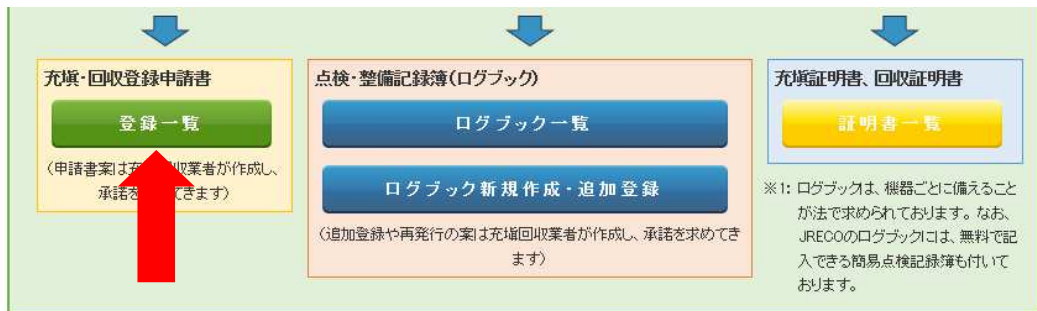 充塡・回収登録申請書
登録一覧
(申請書案は充 収業者が作成し、
承諾を てきます)
点検・整備記録簿(ログブック)
ログブック一覧
ログブック新規作成・追加登録
(追加登録や再発行の案は充塡回収業者が作成し、承諾を求めてき
ます)
充塡証明書、回収証明書
証明書一覧
※1: ログブックは、機器ごとに備えること
が法で求められております。なお、
JRECOのログブックには、無料で記
入できる簡易点検記録簿も付いて
おります。